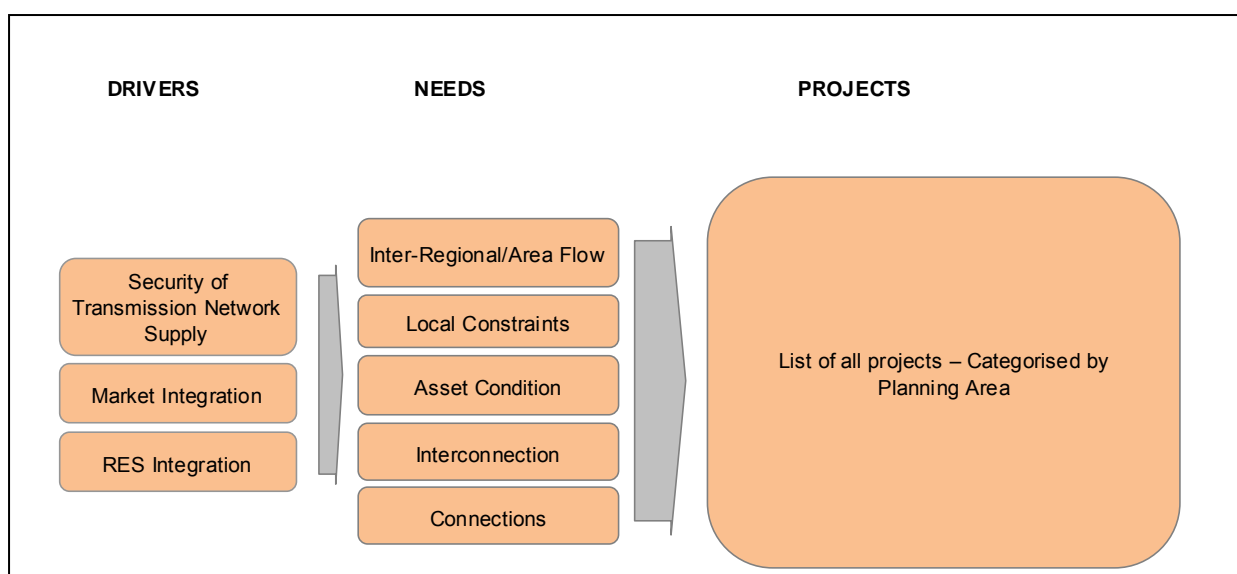 DRIVERS
NEEDS
PROJECTS
Security of
Transmission Network
Supply
Market Integration
RES Integration
Inter-Regional/Area Flow
Local Constraints
Asset Condition
Interconnection
Connections
List of all projects – Categorised by
Planning Area